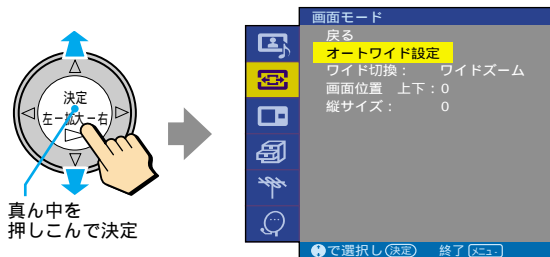 決定
左－拡大－右
真ん中を
押しこんで決定
画面モード
戻る
オートワイド設定
ワイド切換： ワイドズーム
画面位置 上下：0
縦サイズ： 0
で選択し 決定 終了 メニュー